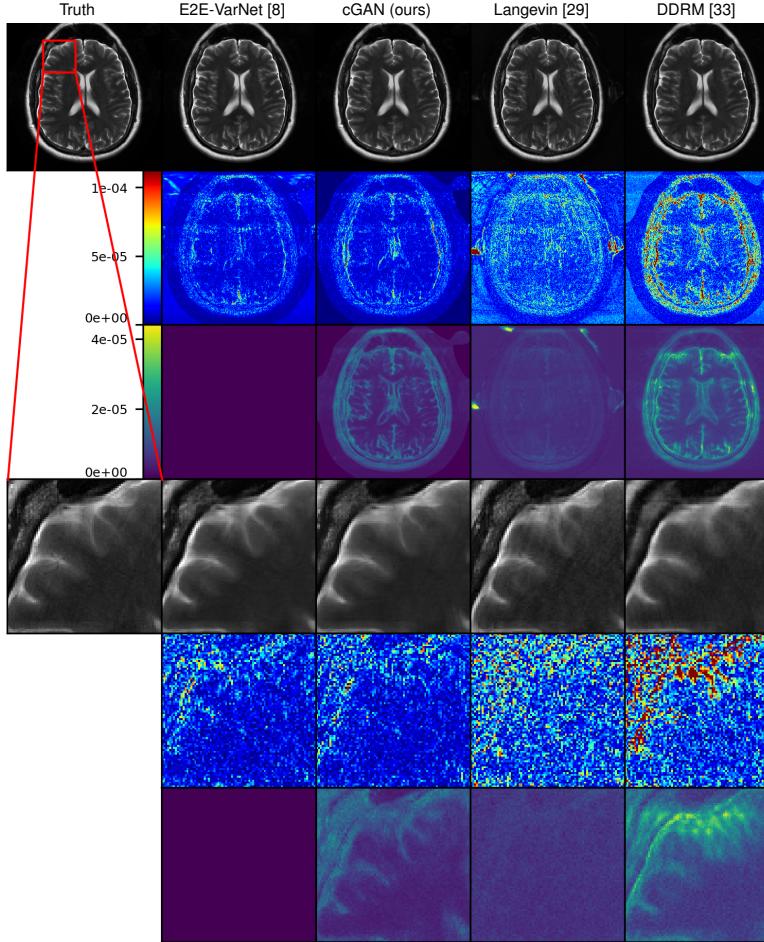 Truth
E2E-VarNet [8]
cGAN (ours)
Langevin [29]
DDRM [33]
1e-04
5e-05
0e+00
4e-05
2e-05
0e+00